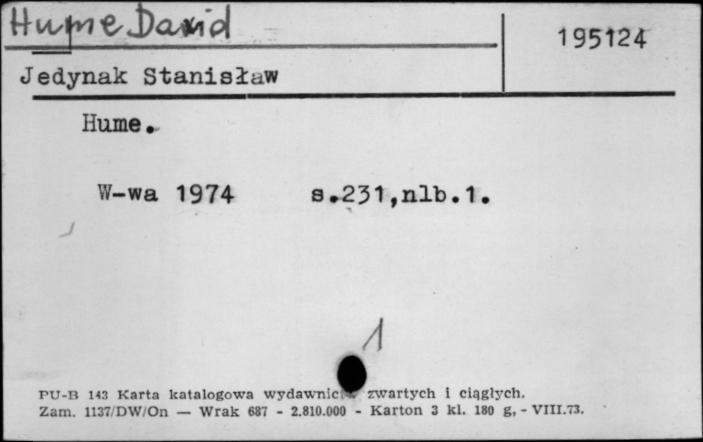 Hume David
195124
Jedynak Stanisław
Hume.
W-wa 1974 s.231,nlb.1.
1
PU-B 143 Karta katalogowa wydawnic zwartych i ciągłych.
Zam. 1137/DW/On — Wrak 687 - 2.810.000 - Karton 3 kl. 180 g, - VIII.73.